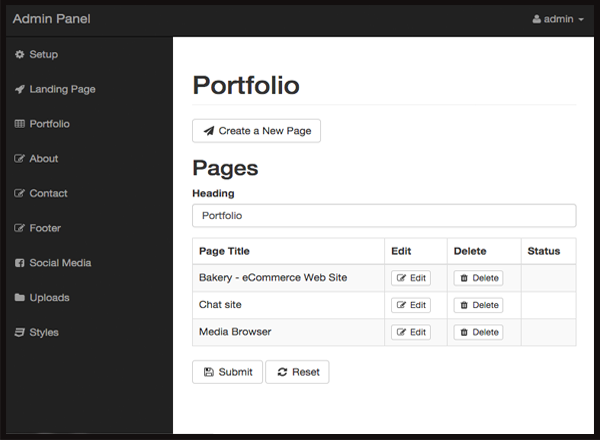 Admin Panel admin
Setup
Landing Page
Portfolio
About
Contact
Footer
Social Media
Uploads
Styles
Portfolio
Create a New Page
Pages
Heading
Portfolio
Page Title Edit Delete Status
Bakery - eCommerce Web Site Edit Delete
Chat site Edit Delete
Media Browser Edit Delete
Submit Reset